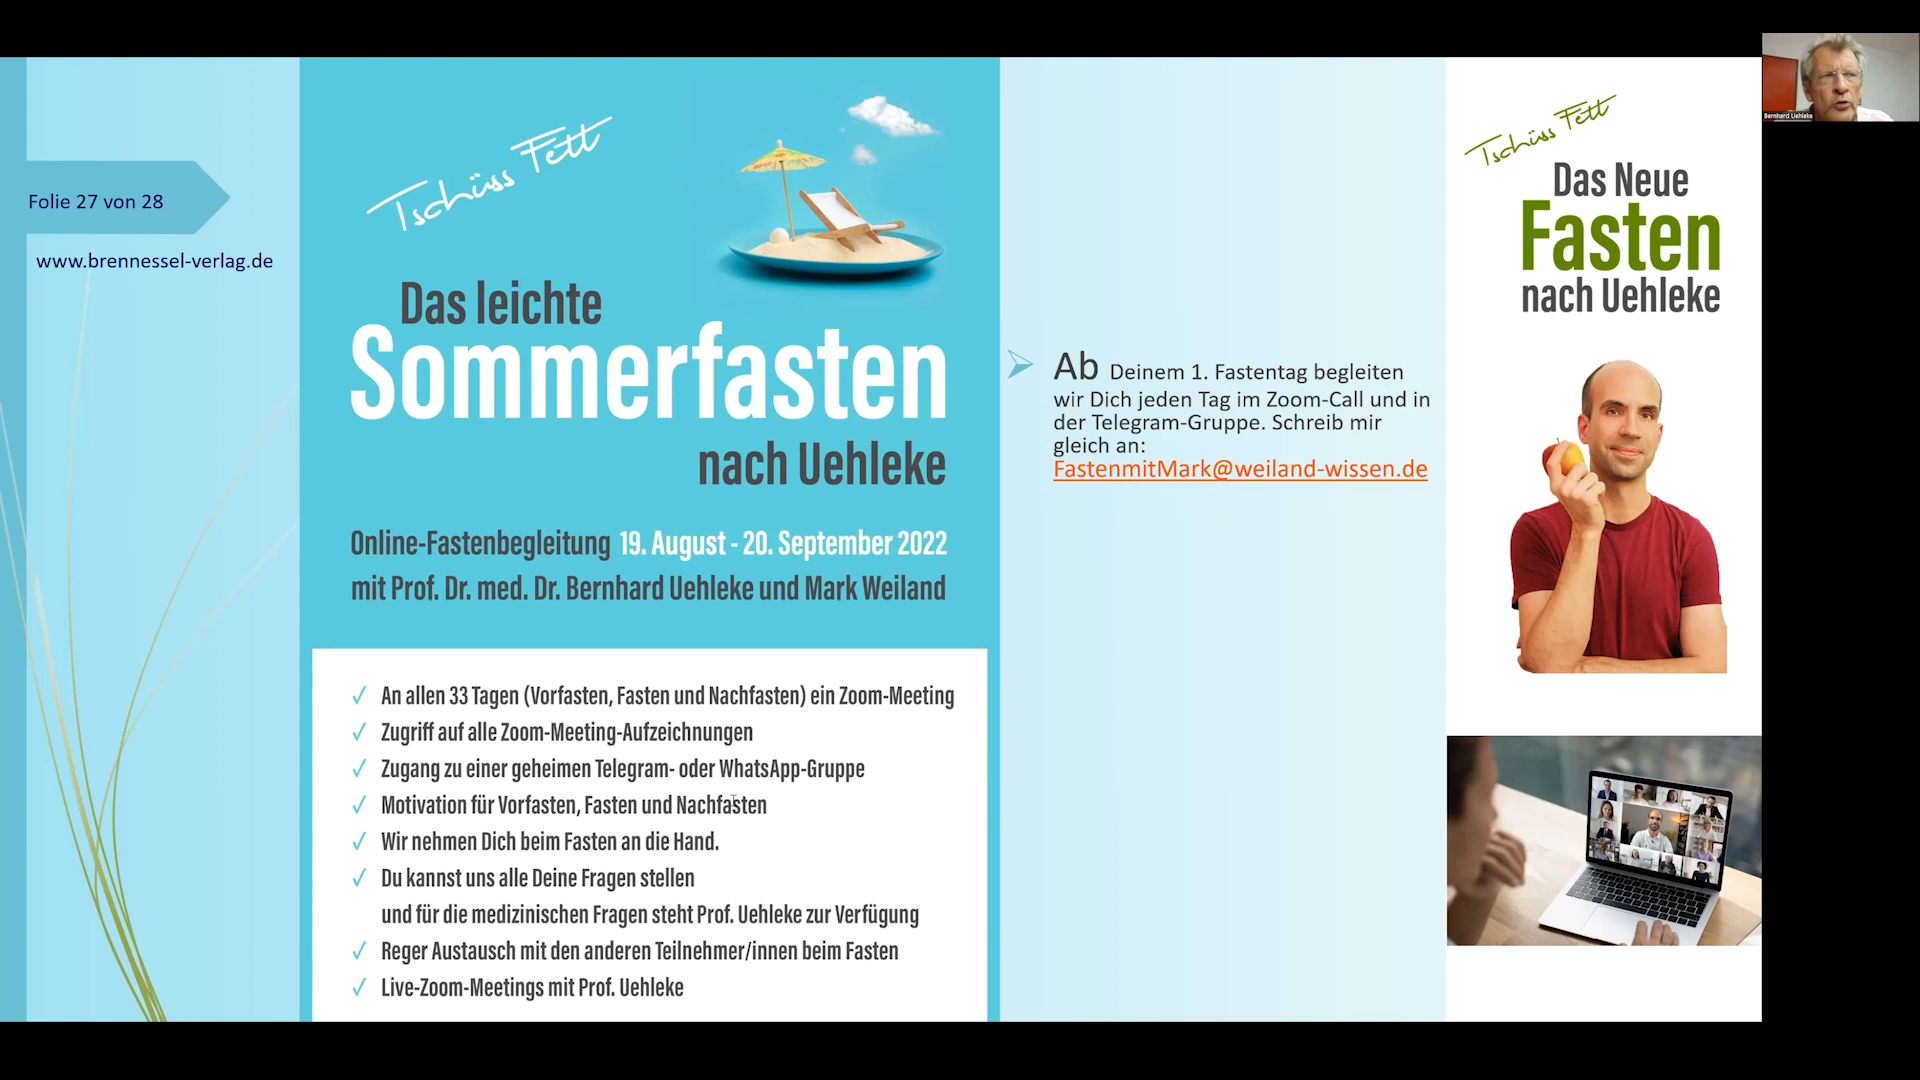 Folie 27 von 28
www.brennessel-verlag.de
Tschüss Fett
Das leichte
Sommerfasten
nach Uehleke
Online-Fastenbegleitung 19. August - 20. September 2022
mit Prof. Dr. med. Dr. Bernhard Uehleke und Mark Weiland
✓ An allen 33 Tagen (Vorfasten, Fasten und Nachfasten) ein Zoom-Meeting
✓ Zugriff auf alle Zoom-Meeting-Aufzeichnungen
✓ Zugang zu einer geheimen Telegram- oder WhatsApp-Gruppe
✓ Motivation für Vorfasten, Fasten und Nachfasten
✓ Wir nehmen Dich beim Fasten an die Hand.
✓ Du kannst uns alle Deine Fragen stellen
und für die medizinischen Fragen steht Prof. Uehleke zur Verfügung
✓ Reger Austausch mit den anderen Teilnehmer/innen beim Fasten
✓ Live-Zoom-Meetings mit Prof. Uehleke
Ab Deinem 1. Fastentag begleiten
wir Dich jeden Tag im Zoom-Call und in
der Telegram-Gruppe. Schreib mir
gleich an:
FastenmitMark@weiland-wissen.de
Tschüss Fett
Das Neue
Fasten
nach Uehleke
Bernhard Uehleke